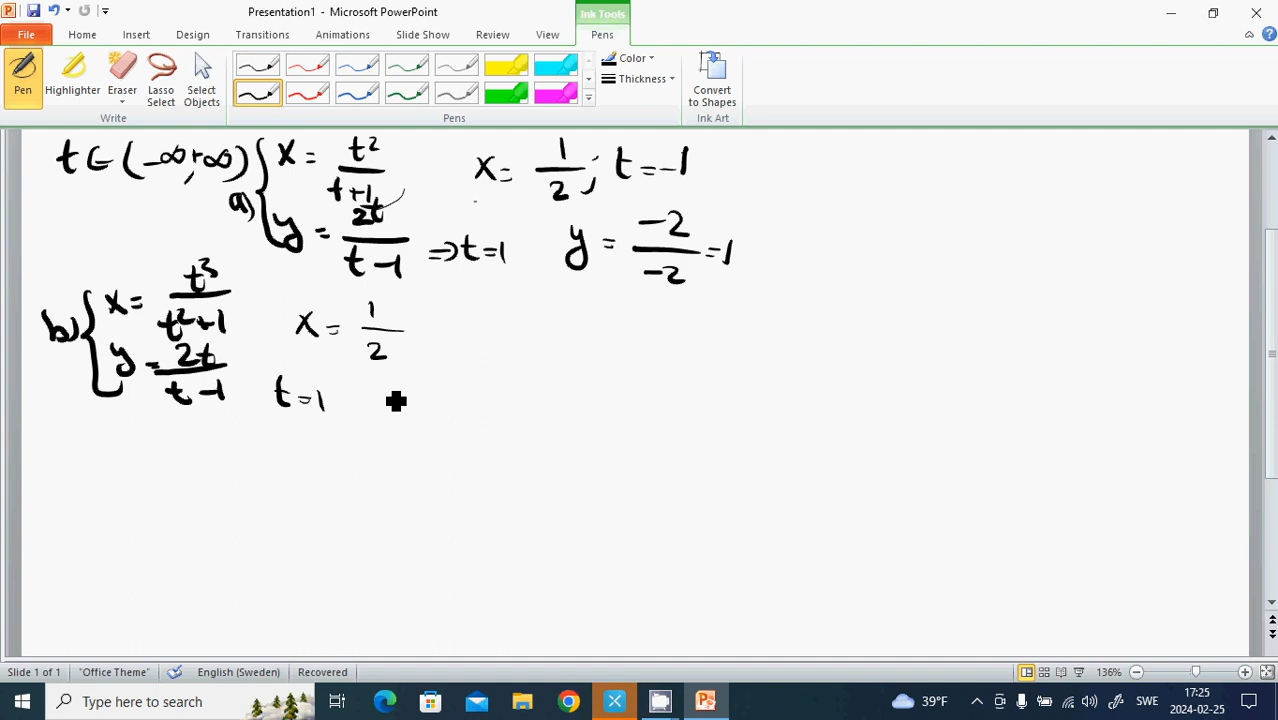 Presentation1 - Microsoft PowerPoint
Ink Tools
File Home Insert Design Transitions Animations Slide Show Review View Pens
Pen Highlighter Eraser Lasso Select Select Objects
Color
Thickness
Convert to Shapes
Write Pens Ink Art
t∈(-∞,+∞)
a) { x = t²/(t+1)
x = 1/2 ; t = -1
y = 2t/(t-1) ⇒ t=1
y = -2/-2 = 1
b) { x = t³/(t²+1)
x = 1/2
y = 2t/(t-1)
t=1
Slide 1 of 1 "Office Theme" English (Sweden) Recovered 136%
Type here to search 39°F SWE 17:25
2024-02-25